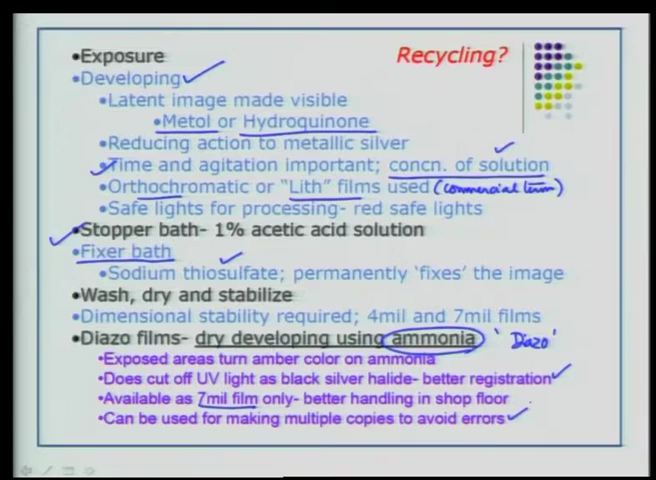 Recycling?
•Exposure
•Developing
•Latent image made visible
•Metol or Hydroquinone
•Reducing action to metallic silver
•Time and agitation important; concn. of solution
•Orthochromatic or "Lith" films used (commercial term)
•Safe lights for processing- red safe lights
•Stopper bath- 1% acetic acid solution
•Fixer bath
•Sodium thiosulfate; permanently 'fixes' the image
•Wash, dry and stabilize
•Dimensional stability required; 4mil and 7mil films
•Diazo films- dry developing using ammonia 'Diazo'
•Exposed areas turn amber color on ammonia
•Does cut off UV light as black silver halide- better registration
•Available as 7mil film only- better handling in shop floor
•Can be used for making multiple copies to avoid errors